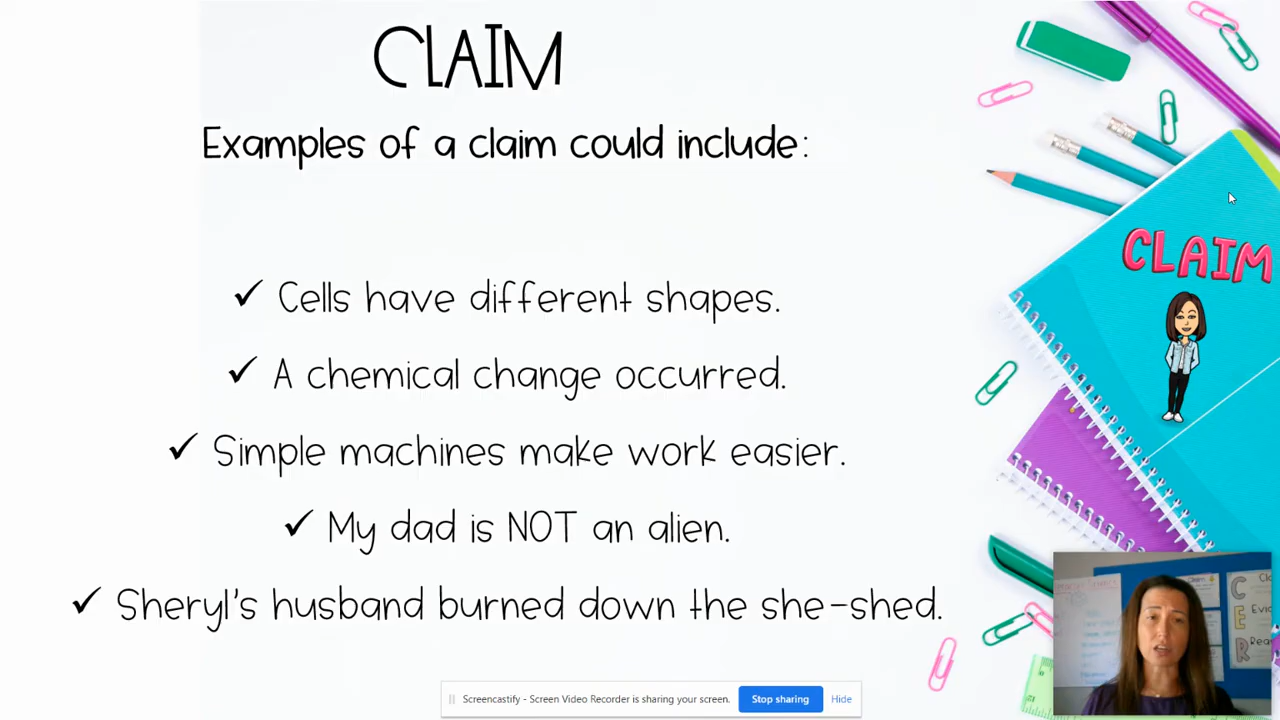 CLAIM
Examples of a claim could include:
✓ Cells have different shapes.
✓ A chemical change occurred.
✓ Simple machines make work easier.
✓ My dad is NOT an alien.
✓ Sheryl's husband burned down the she-shed.
CLAIM
C
E
R
Screencastify - Screen Video Recorder is sharing your screen.
Stop sharing
Hide